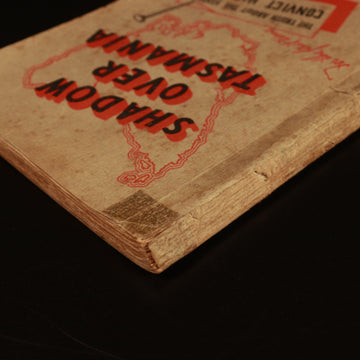 THE TRUTH ABOUT THE
CONVICT
SHADOW
OVER
TASMANIA